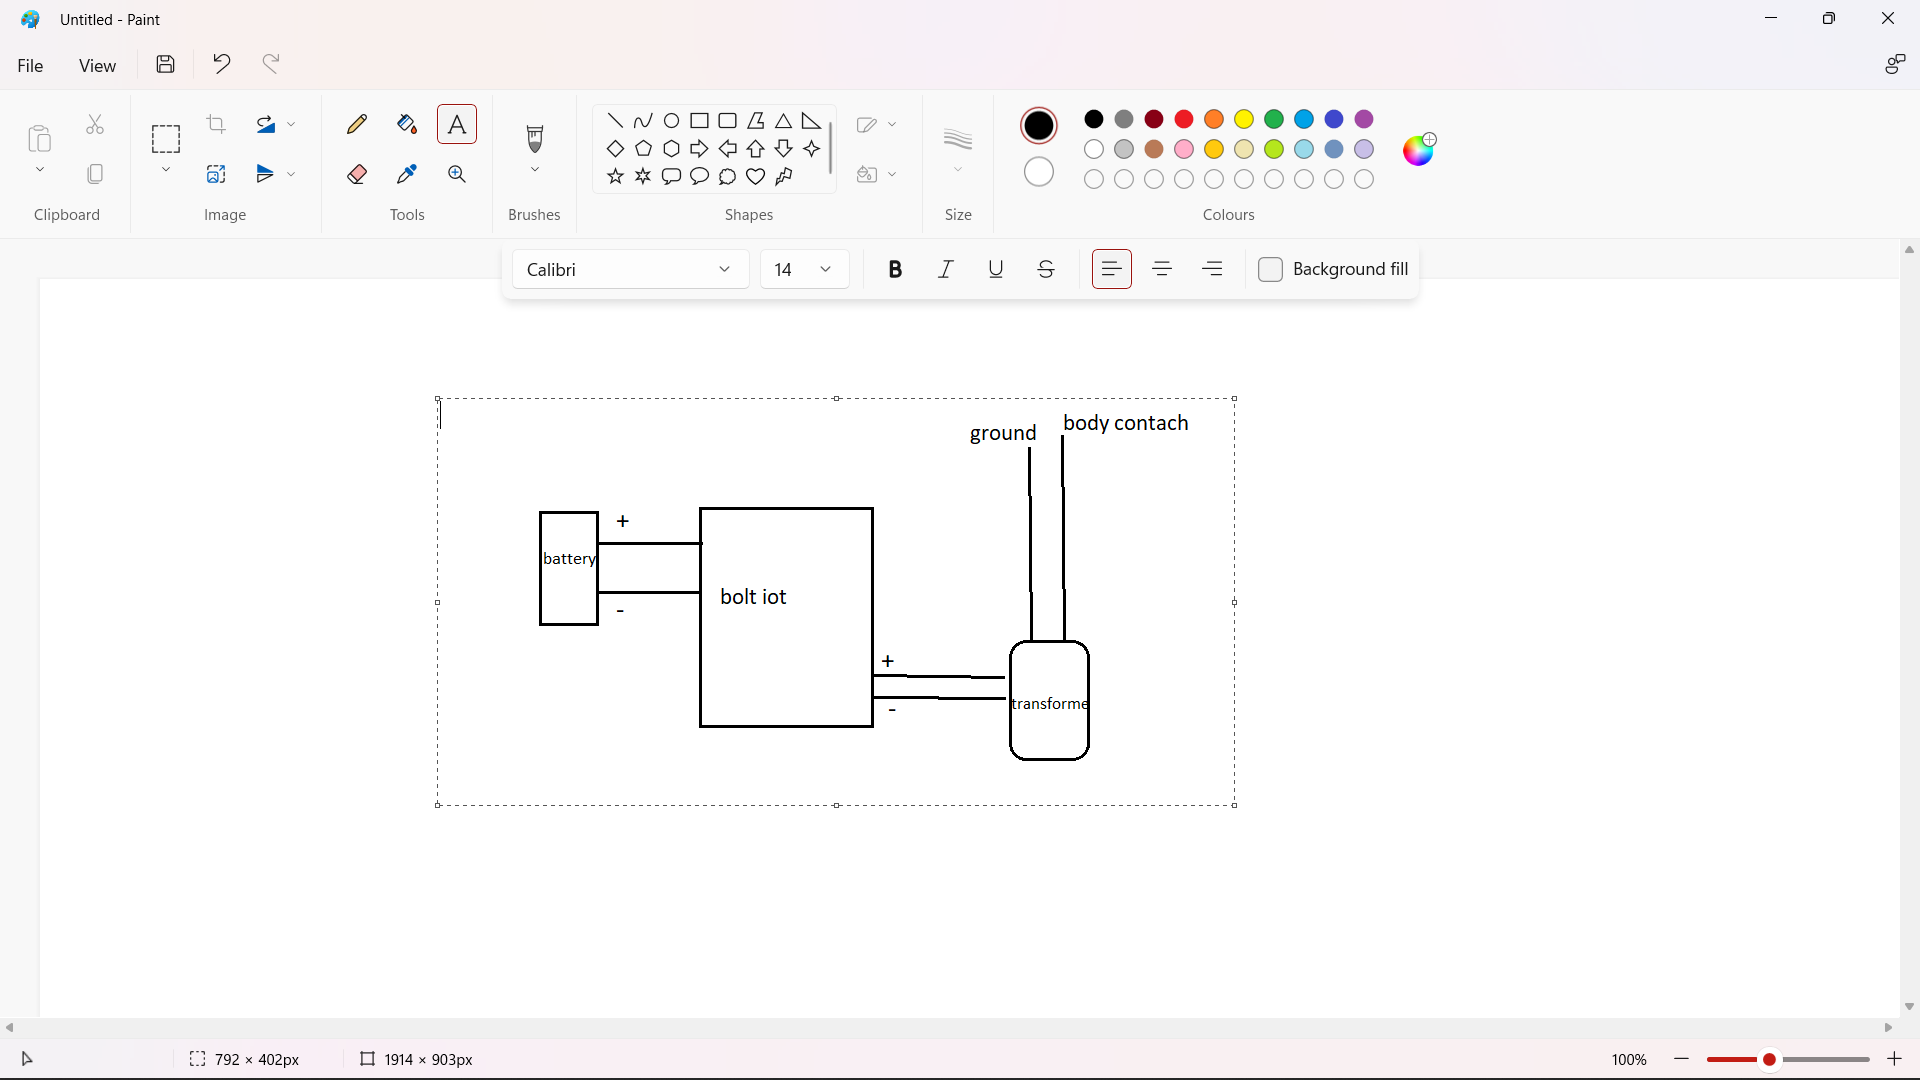 Untitled - Paint
File View
Clipboard
Image
Tools
Brushes
Shapes
Size
Colours
Calibri 14 B I U S Background fill
body contach
ground
+
battery
-
bolt iot
+
-
transforme
792 × 402px
1914 × 903px
100%